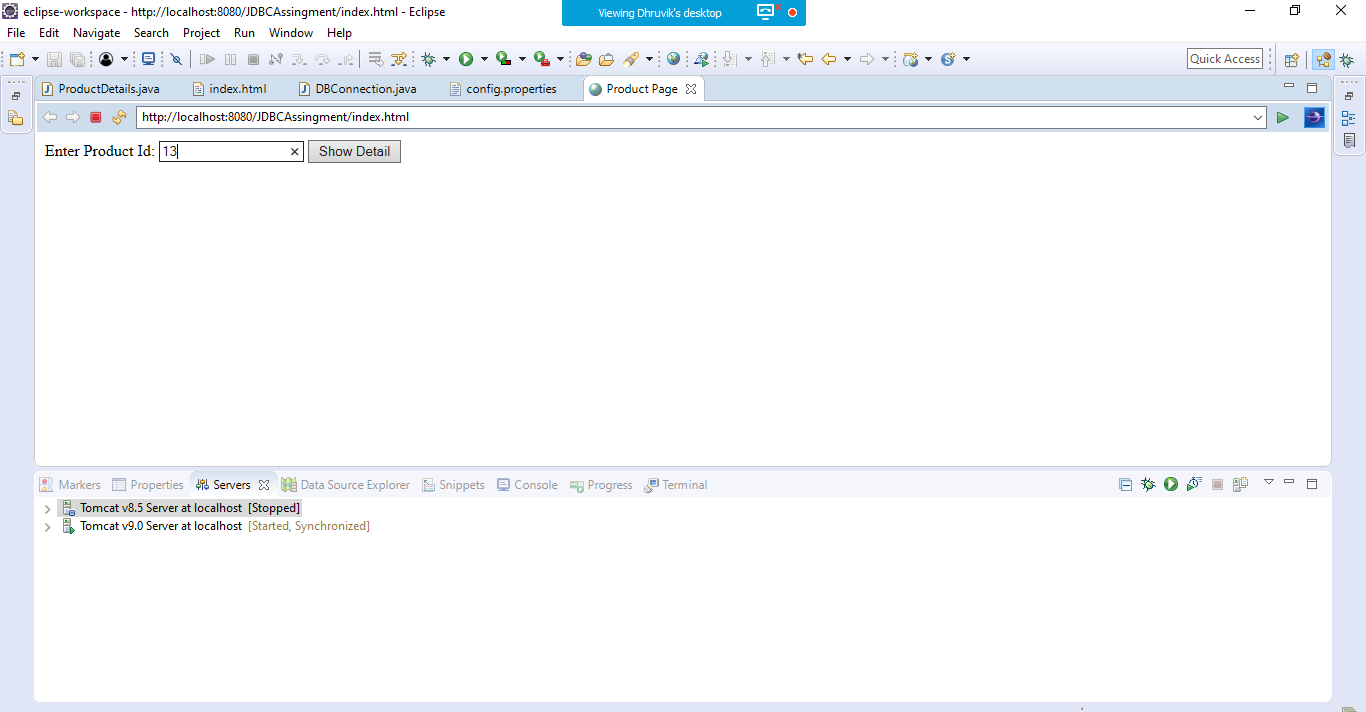 eclipse-workspace - http://localhost:8080/JDBCAssingment/index.html - Eclipse
Viewing Dhruvik's desktop
File Edit Navigate Search Project Run Window Help
Quick Access
ProductDetails.java index.html DBConnection.java config.properties Product Page
http://localhost:8080/JDBCAssingment/index.html
Enter Product Id: 13 Show Detail
Markers Properties Servers Data Source Explorer Snippets Console Progress Terminal
Tomcat v8.5 Server at localhost [Stopped]
Tomcat v9.0 Server at localhost [Started, Synchronized]